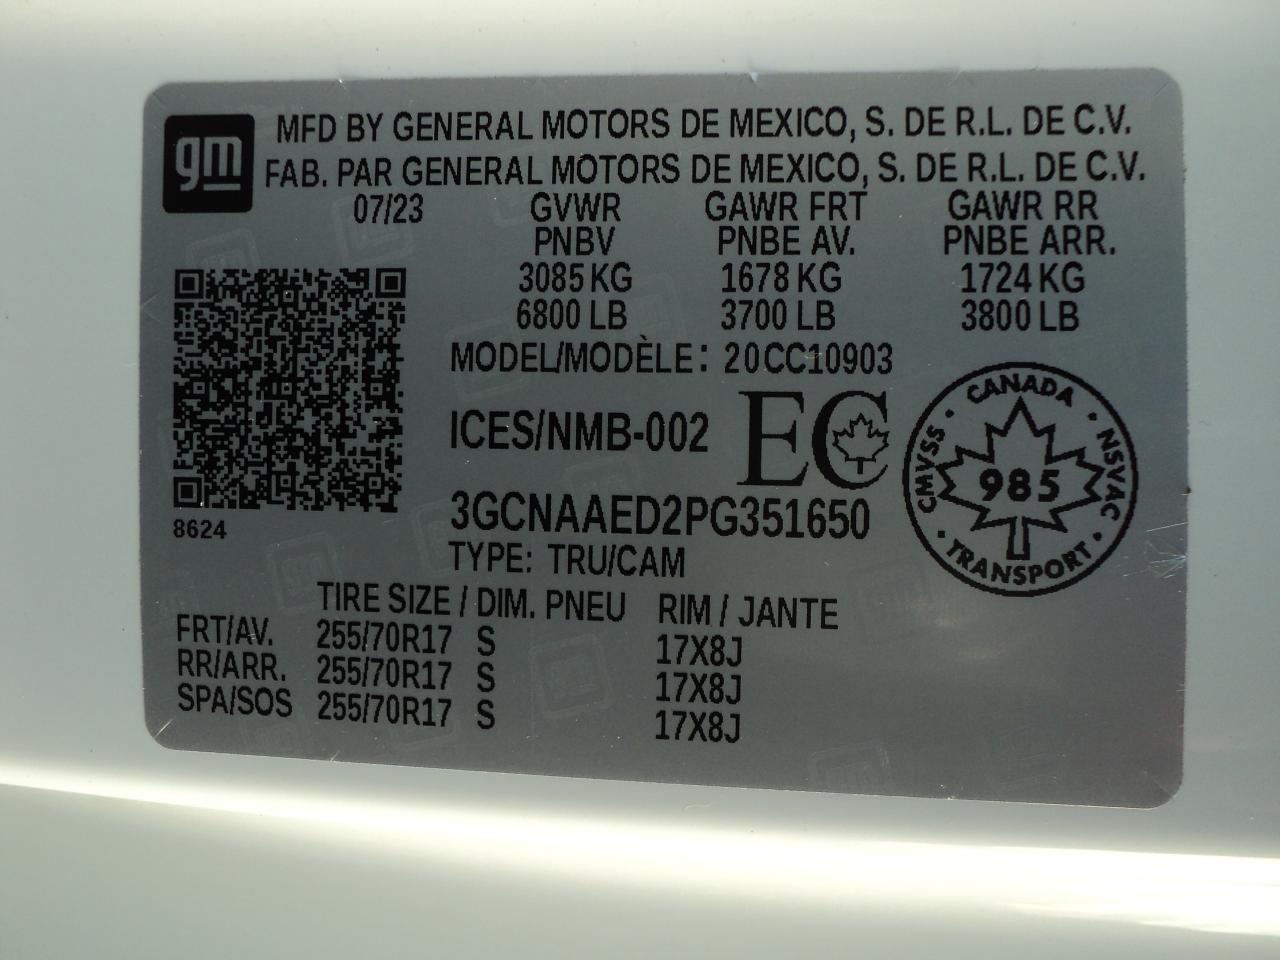 gm
MFD BY GENERAL MOTORS DE MEXICO, S. DE R.L. DE C.V.
FAB. PAR GENERAL MOTORS DE MEXICO, S. DE R.L. DE C.V.
07/23 GVWR GAWR FRT GAWR RR
PNBV PNBE AV. PNBE ARR.
3085 KG 1678 KG 1724 KG
6800 LB 3700 LB 3800 LB
MODEL/MODÈLE: 20CC10903
ICES/NMB-002 EC
CANADA
CMVSS 985 NSVAC
TRANSPORT
3GCNAAED2PG351650
8624
TYPE: TRU/CAM
TIRE SIZE / DIM. PNEU RIM / JANTE
FRT/AV. 255/70R17 S 17X8J
RR/ARR. 255/70R17 S 17X8J
SPA/SOS 255/70R17 S 17X8J